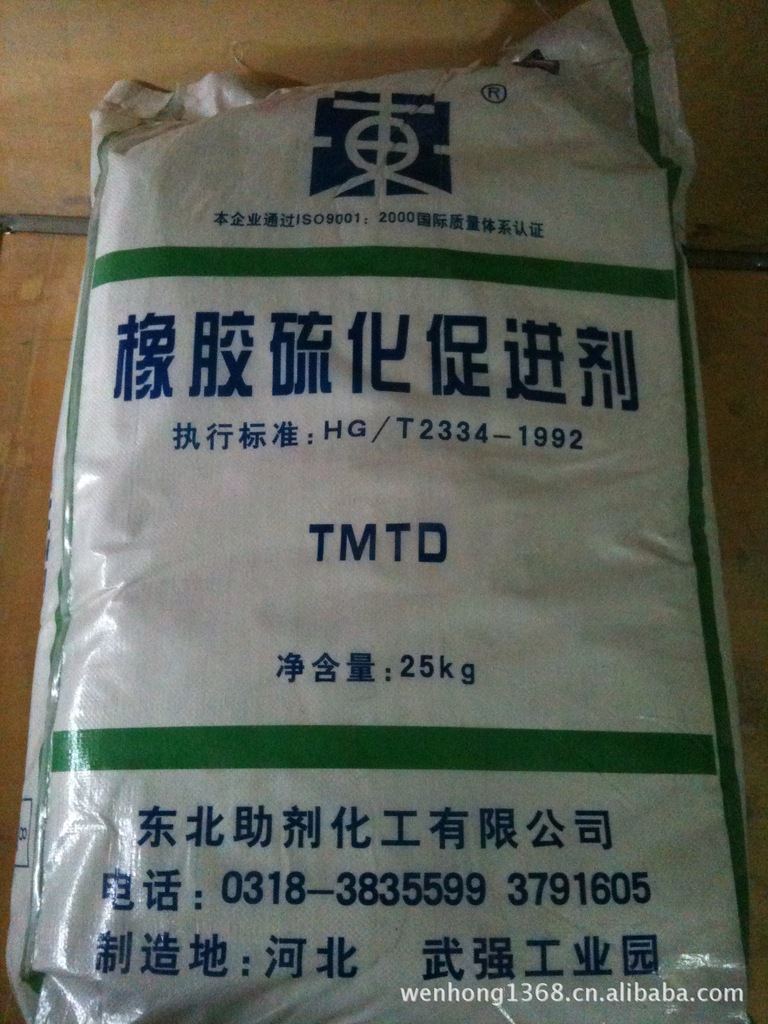 ®
本企业通过ISO9001：2000国际质量体系认证
橡胶硫化促进剂
执行标准：HG/T2334-1992
TMTD
净含量：25kg
东北助剂化工有限公司
电话：0318-3835599 3791605
制造地：河北 武强工业园
wenhong1368.cn.alibaba.com